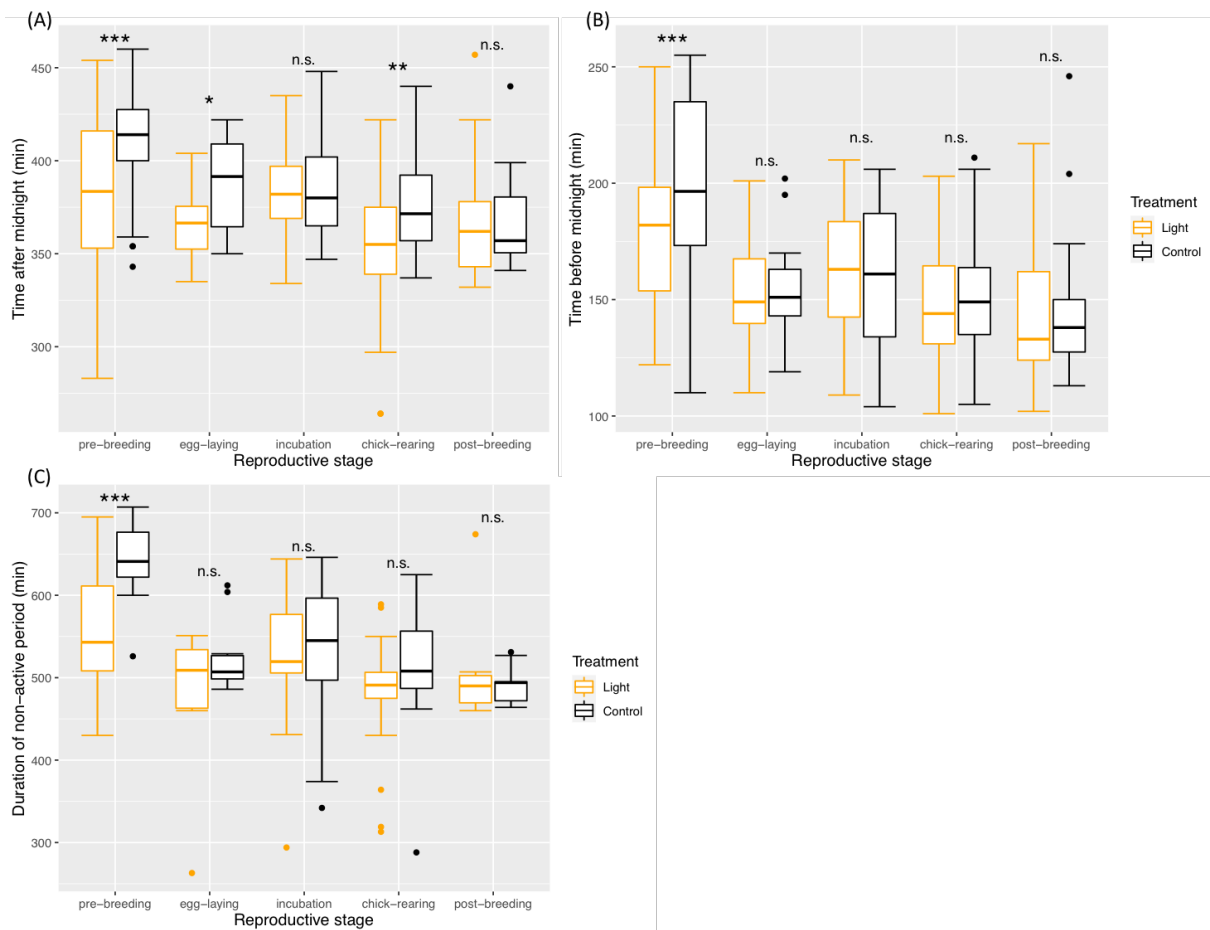 (A)
***
*
n.s.
**
n.s.
Time after midnight (min)
450
400
350
300
pre−breeding egg−laying incubation chick−rearing post−breeding
Reproductive stage
(B)
***
n.s.
n.s.
n.s.
n.s.
Time before midnight (min)
250
200
150
100
pre−breeding egg−laying incubation chick−rearing post−breeding
Reproductive stage
Treatment
Light
Control
(C)
***
n.s.
n.s.
n.s.
n.s.
Duration of non−active period (min)
700
600
500
400
300
pre−breeding egg−laying incubation chick−rearing post−breeding
Reproductive stage
Treatment
Light
Control